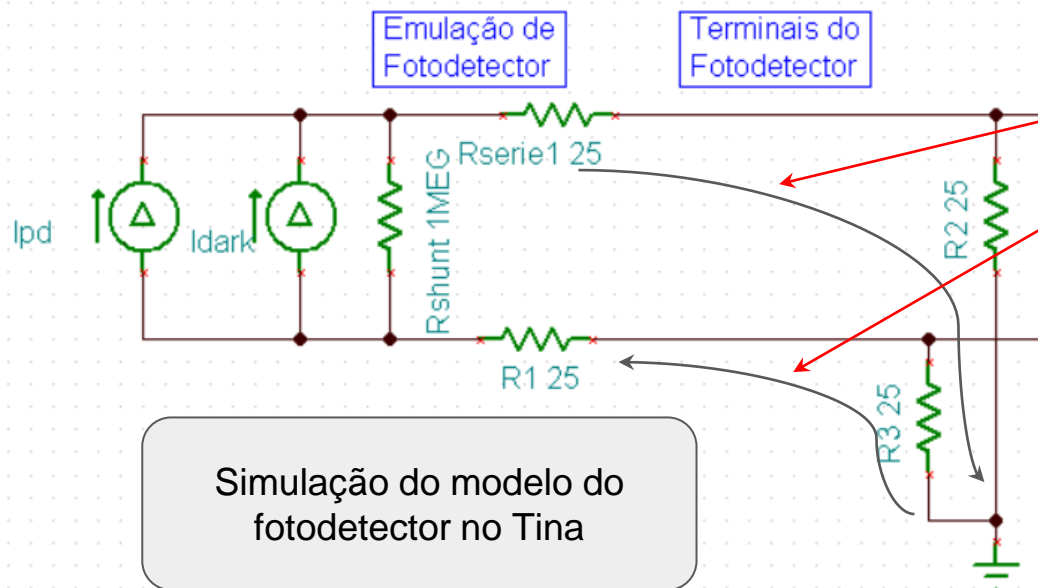 Emulação de
Fotodetector
Terminais do
Fotodetector
Rserie1 25
Ipd
Idark
Rshunt 1MEG
R2 25
R1 25
R3 25
Simulação do modelo do
fotodetector no Tina